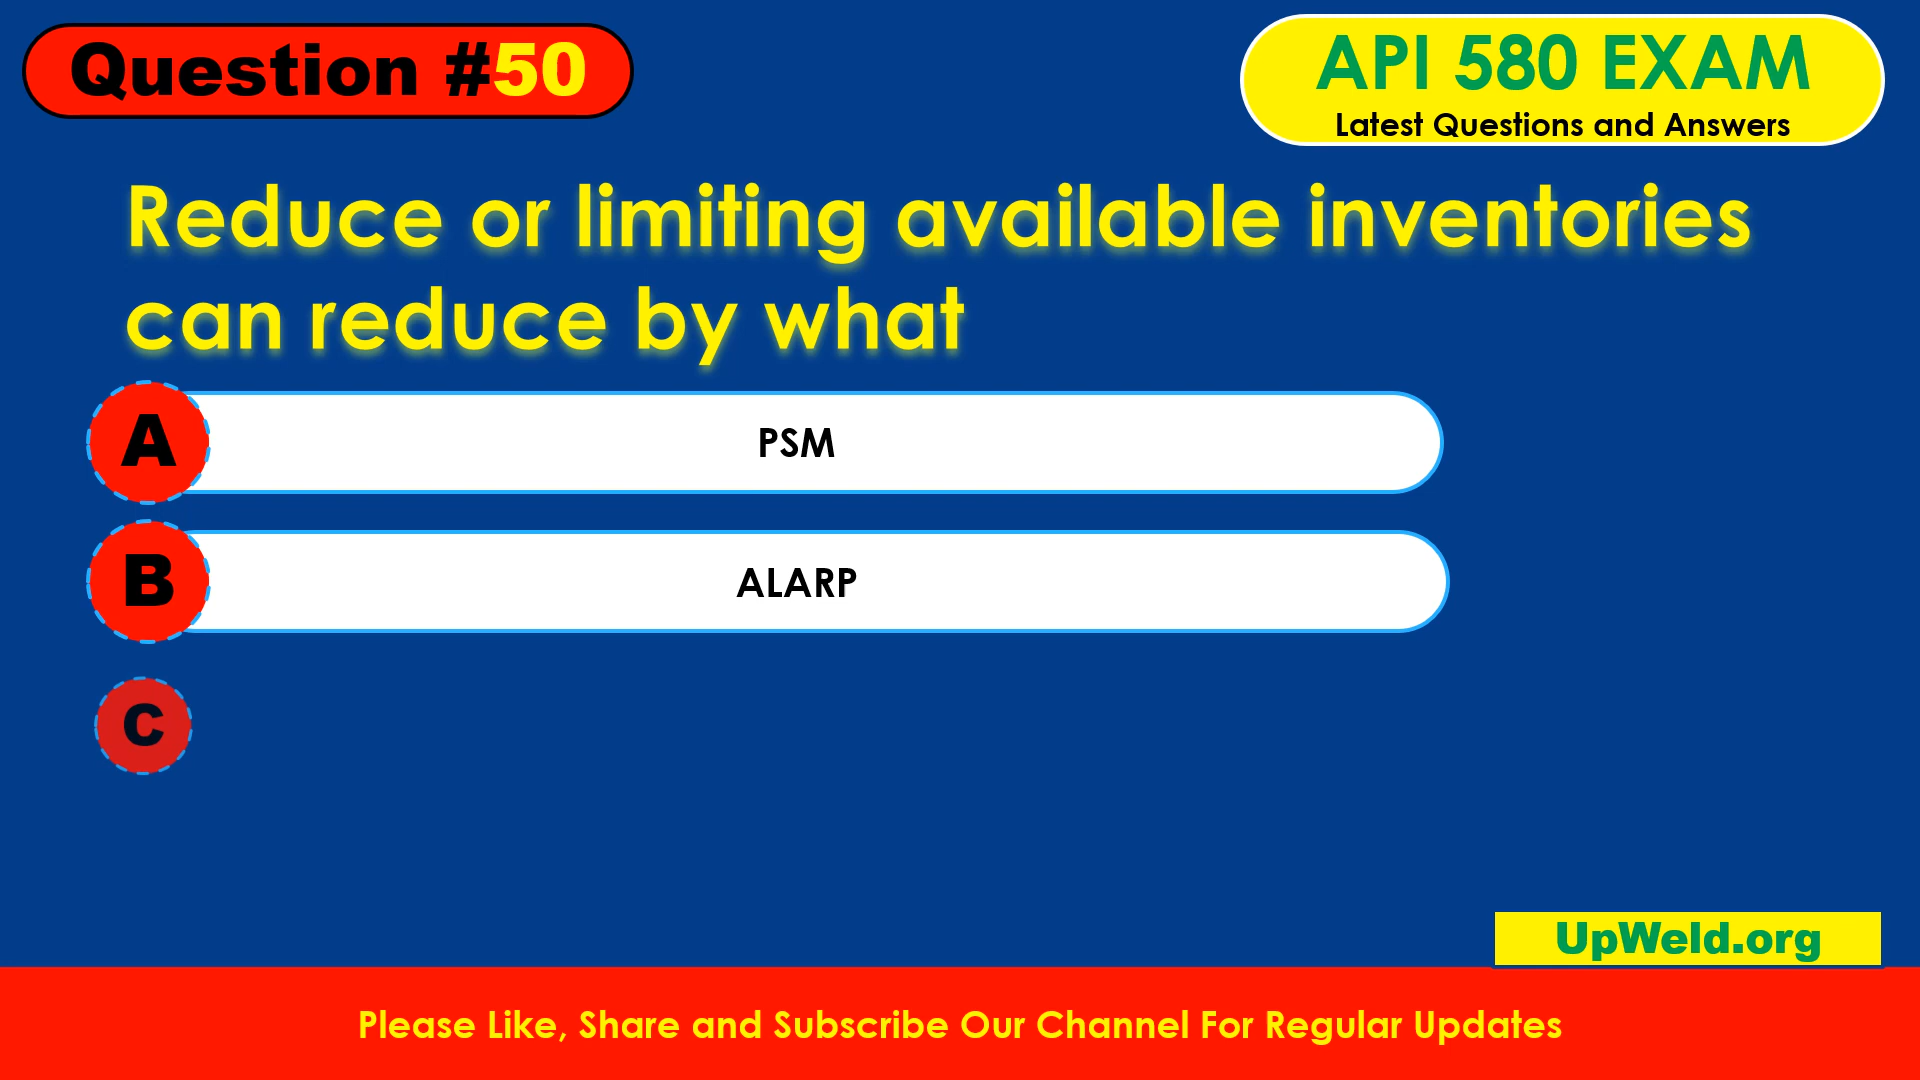 Question #50
API 580 EXAM
Latest Questions and Answers
Reduce or limiting available inventories
can reduce by what
A
PSM
B
ALARP
C
UpWeld.org
Please Like, Share and Subscribe Our Channel For Regular Updates